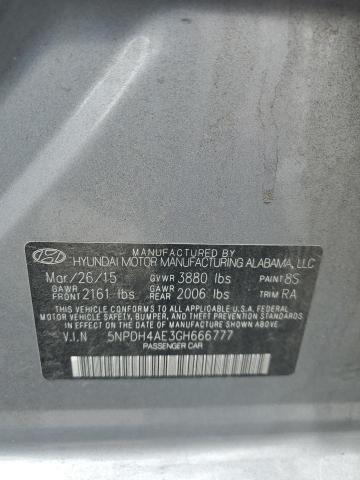 MANUFACTURED BY
HYUNDAI MOTOR MANUFACTURING ALABAMA, LLC
Mar/26/15 GVWR 3880 lbs PAINT 8S
GAWR FRONT 2161 lbs GAWR REAR 2006 lbs TRIM RA
THIS VEHICLE CONFORMS TO ALL APPLICABLE U.S. FEDERAL
MOTOR VEHICLE SAFETY, BUMPER, AND THEFT PREVENTION
STANDARDS IN EFFECT ON THE DATE OF MANUFACTURE SHOWN ABOVE.
V.I.N 5NPDH4AE3GH666777
PASSENGER CAR